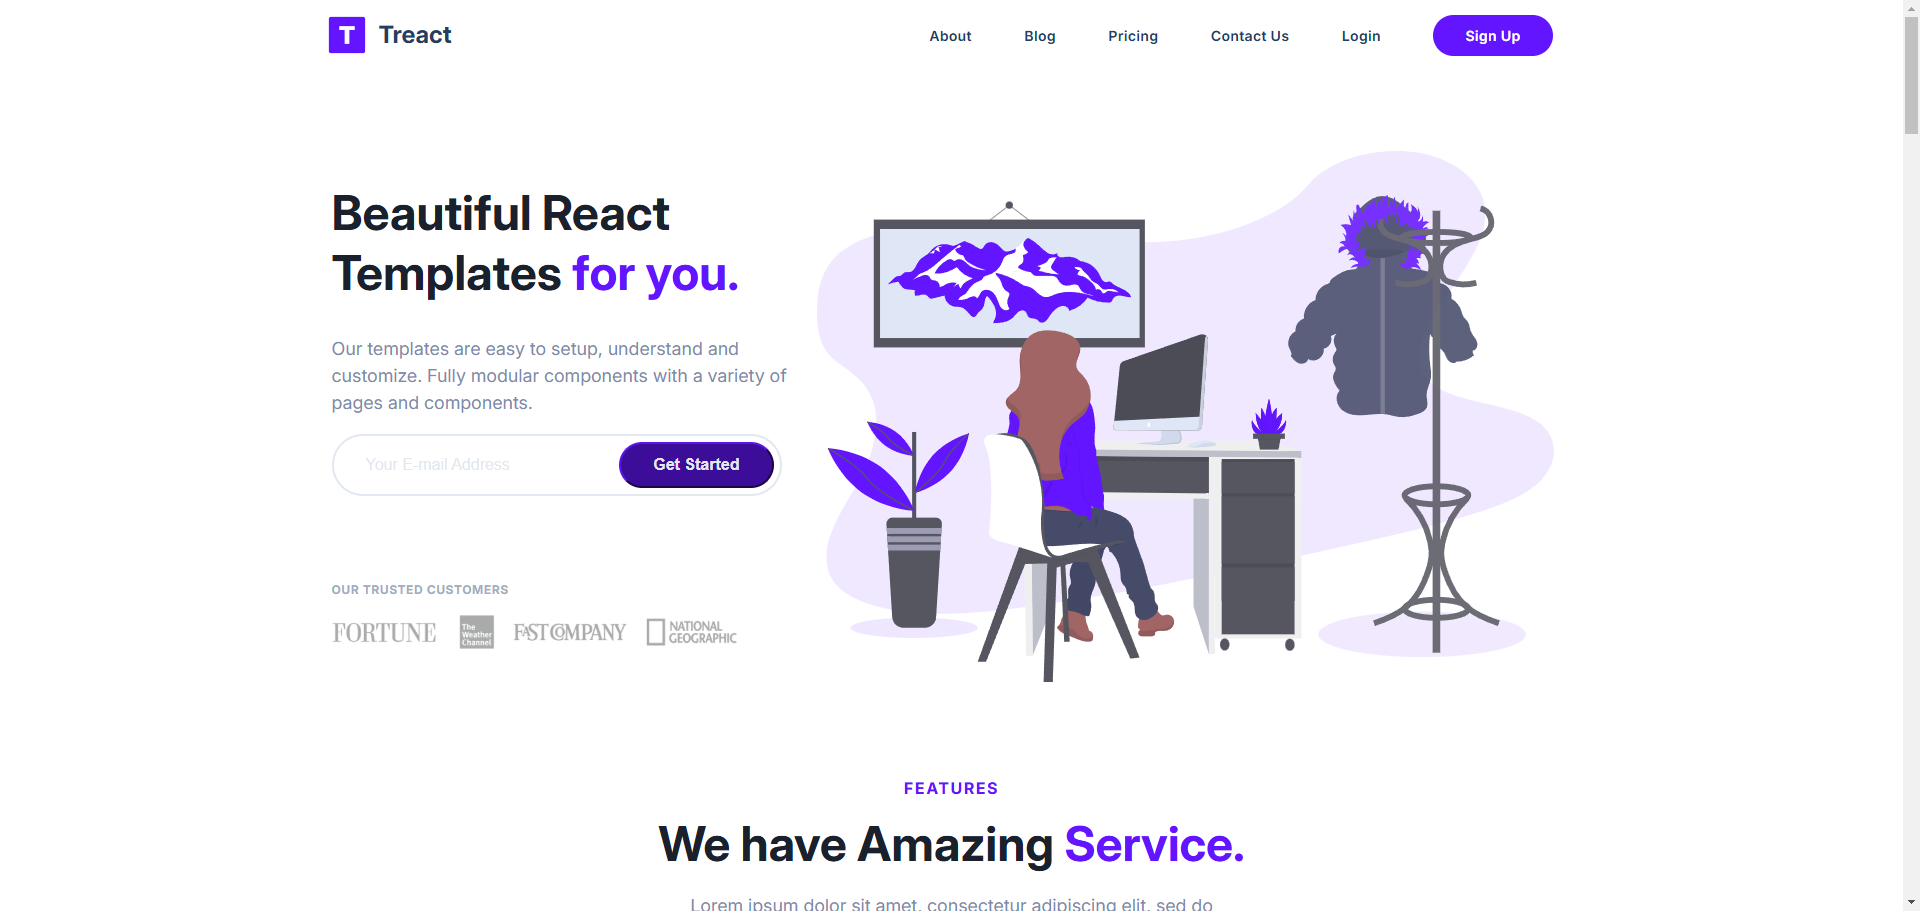 T Treact
About Blog Pricing Contact Us Login Sign Up
Beautiful React
Templates for you.
Our templates are easy to setup, understand and
customize. Fully modular components with a variety of
pages and components.
Your E-mail Address Get Started
OUR TRUSTED CUSTOMERS
FORTUNE
The
Weather
Channel
FAST COMPANY
NATIONAL
GEOGRAPHIC
FEATURES
We have Amazing Service.
Lorem ipsum dolor sit amet, consectetur adipiscing elit, sed do